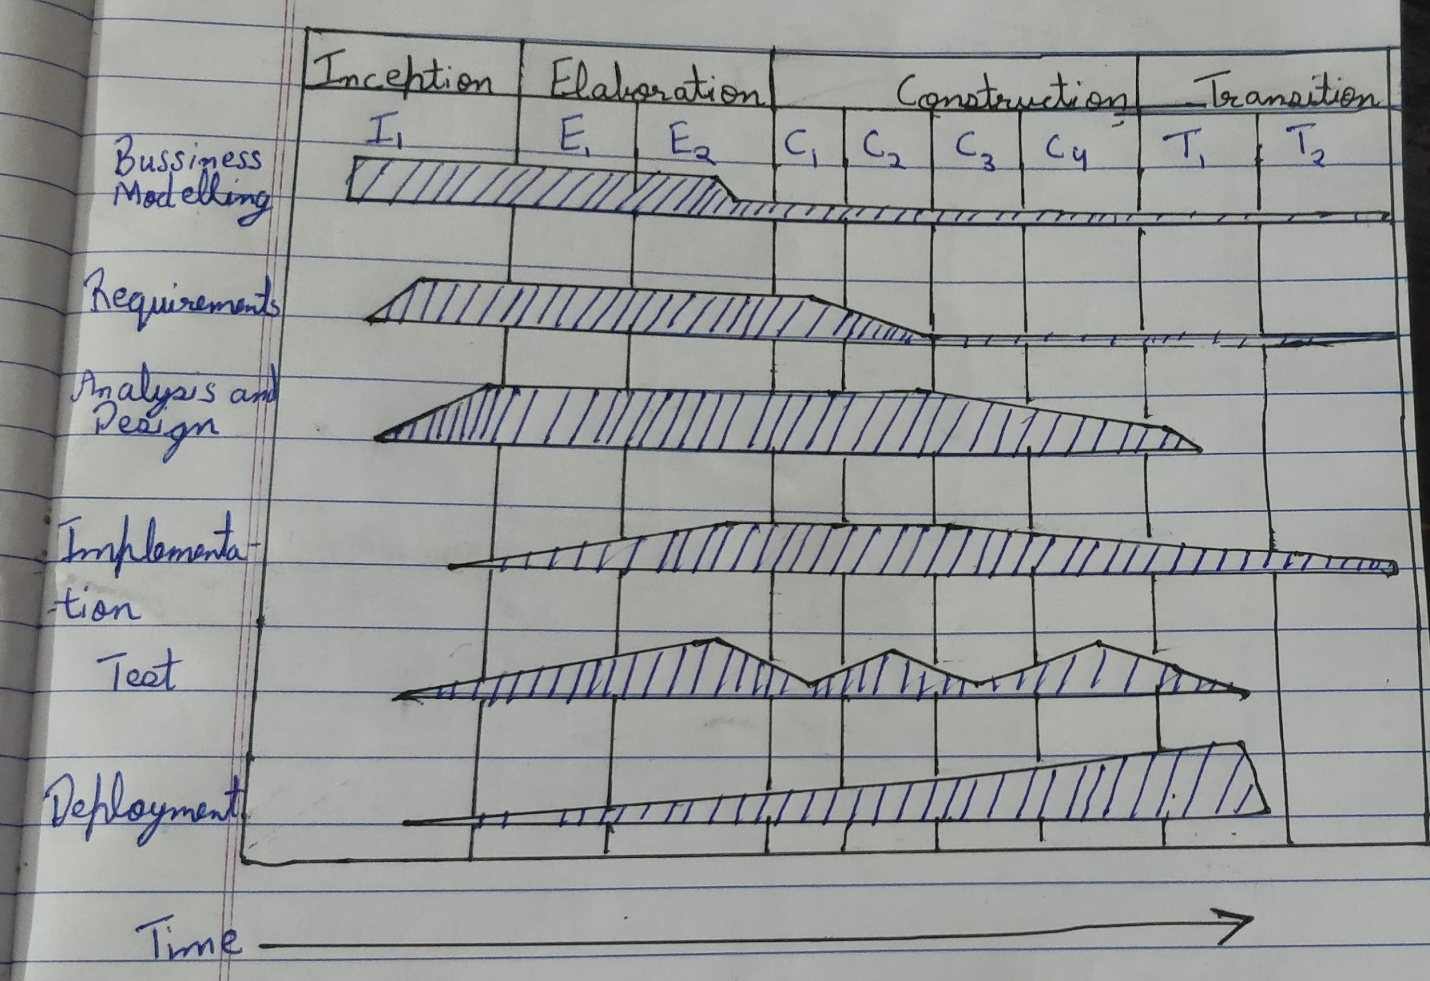 Inception Elaboration Construction Transition
I1 E1 E2 C1 C2 C3 C4 T1 T2
Bussiness
Modelling
Requirements
Analysis and
Design
Implementa-
-tion
Test
Deployment
Time